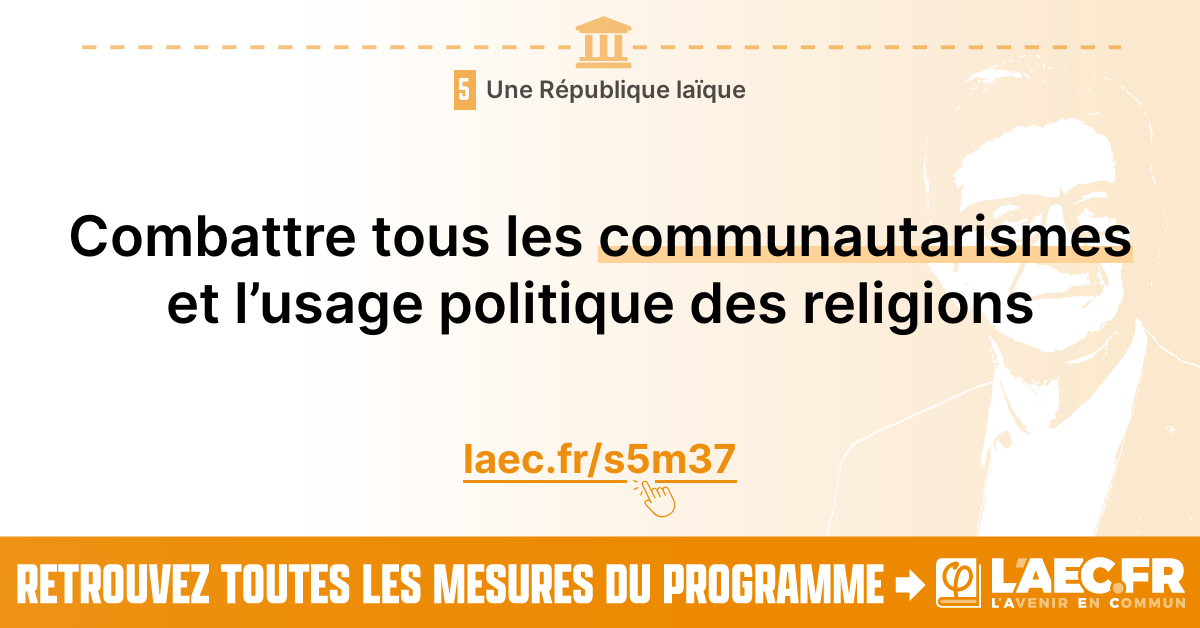 5 Une République laïque
Combattre tous les communautarismes
et l’usage politique des religions
laec.fr/s5m37
RETROUVEZ TOUTES LES MESURES DU PROGRAMME
φ L'AEC.FR
L'AVENIR EN COMMUN